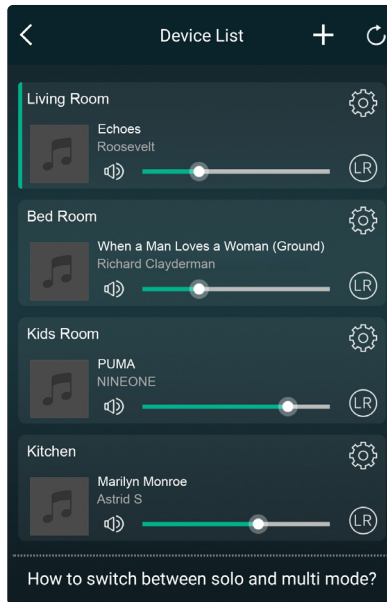 Device List
Living Room
Echoes
Roosevelt
LR
Bed Room
When a Man Loves a Woman (Ground)
Richard Clayderman
LR
Kids Room
PUMA
NINEONE
LR
Kitchen
Marilyn Monroe
Astrid S
LR
How to switch between solo and multi mode?